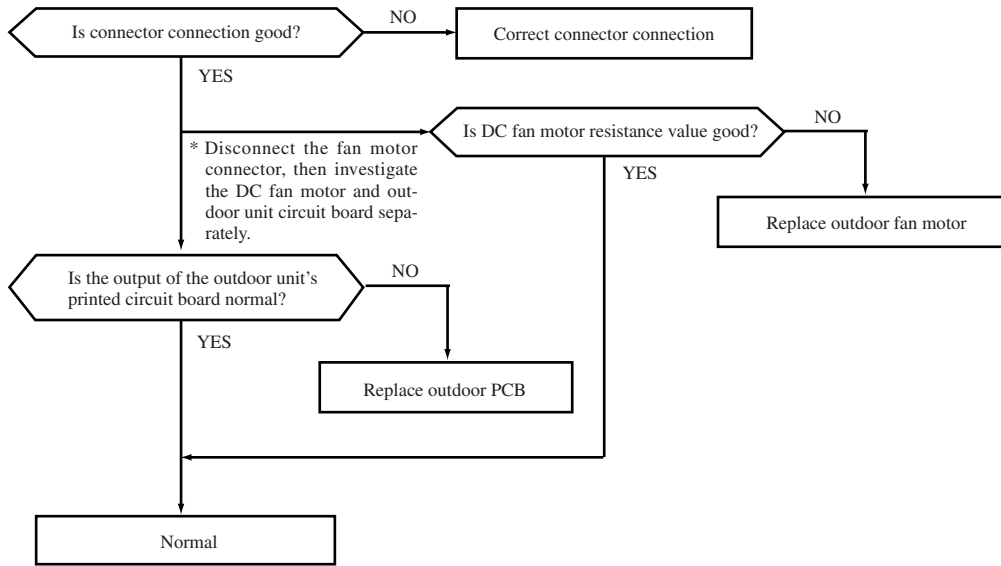 Is connector connection good?
NO
Correct connector connection
YES
Is DC fan motor resistance value good?
NO
* Disconnect the fan motor
connector, then investigate
the DC fan motor and out-
door unit circuit board sepa-
rately.
YES
Replace outdoor fan motor
Is the output of the outdoor unit's
printed circuit board normal?
NO
YES
Replace outdoor PCB
Normal